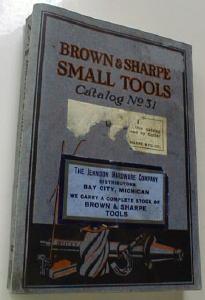 BROWN & SHARPE
SMALL TOOLS
Catalog No 31
THE JENNISON HARDWARE COMPANY
DISTRIBUTORS
BAY CITY, MICHIGAN
WE CARRY A COMPLETE STOCK OF
BROWN & SHARPE
TOOLS